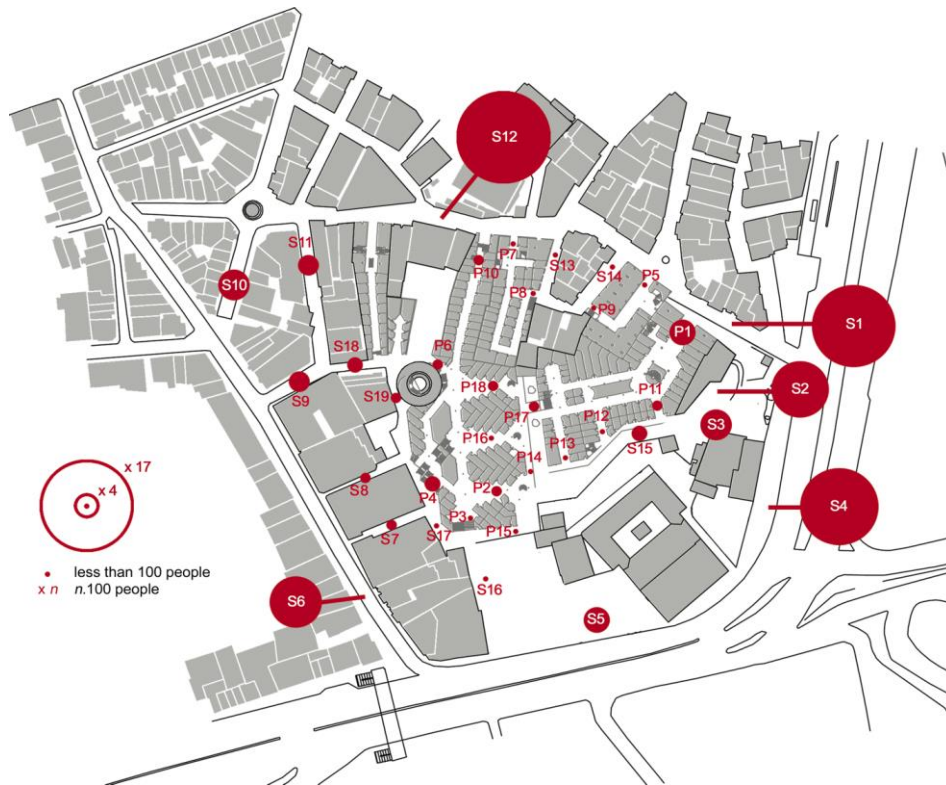 S12
S11
P7
S13
P10
S14
P5
S10
P8
P9
S1
P1
S18
P6
S2
S9
P18
P11
S19
P17
P12
S3
x 17
P16
S15
x 4
P13
P14
S8
P4
P2
S4
P3
S7
S17
P15
less than 100 people
x n n.100 people
S16
S6
S5